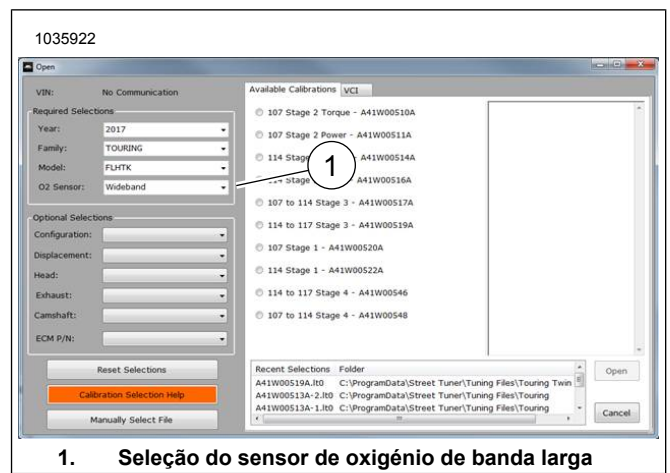 1035922
Open
VIN: No Communication
Required Selections
Year: 2017
Family: TOURING
Model: FLHTK
O2 Sensor: Wideband
Optional Selections
Configuration:
Displacement:
Head:
Exhaust:
Camshaft:
ECM P/N:
Reset Selections
Calibration Selection Help
Manually Select File
Available Calibrations VCI
107 Stage 2 Torque - A41W00510A
107 Stage 2 Power - A41W00511A
114 Stage A41W00514A
114 Stage A41W00516A
107 to 114 Stage 3 - A41W00517A
114 to 117 Stage 3 - A41W00519A
107 Stage 1 - A41W00520A
114 Stage 1 - A41W00522A
114 to 117 Stage 4 - A41W00546
107 to 114 Stage 4 - A41W00548
1
Recent Selections Folder
A41W00519A.lt0 C:\ProgramData\Street Tuner\Tuning Files\Touring Twin
A41W00513A-2.lt0 C:\ProgramData\Street Tuner\Tuning Files\Touring
A41W00513A-1.lt0 C:\ProgramData\Street Tuner\Tuning Files\Touring
Open
Cancel
1. Seleção do sensor de oxigénio de banda larga